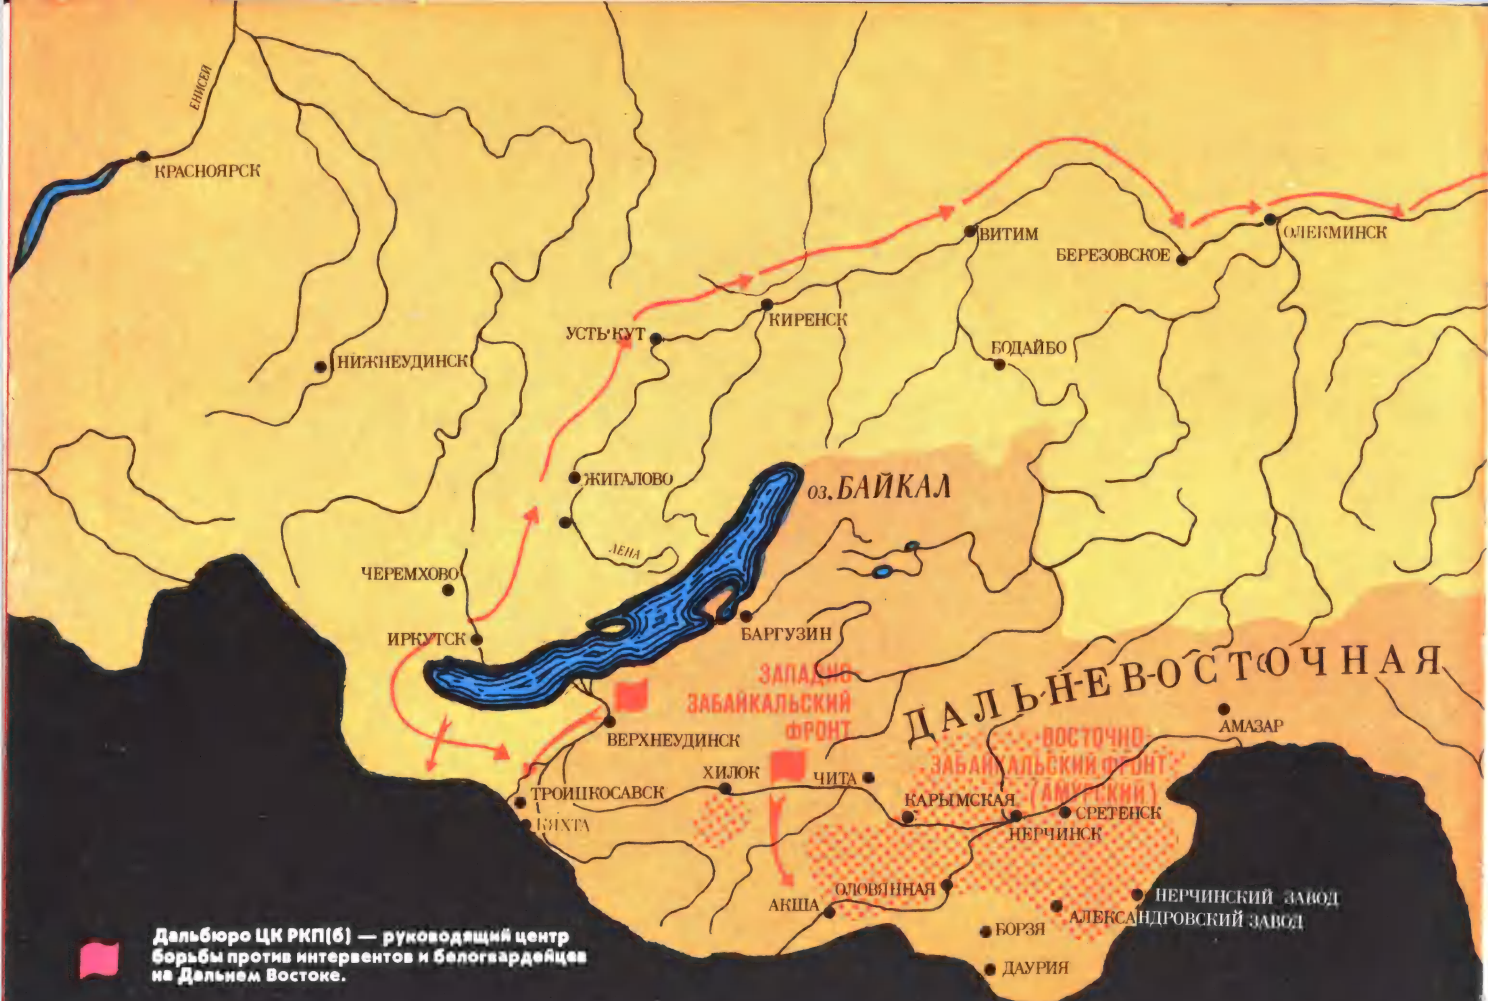 ЕНИСЕЙ
КРАСНОЯРСК
ВИТИМ
БЕРЕЗОВСКОЕ
ОЛЕКМИНСК
УСТЬ-КУТ
КИРЕНСК
НИЖНЕУДИНСК
БОДАЙБО
ЖИГАЛОВО
оз. БАЙКАЛ
ЛЕНА
ЧЕРЕМХОВО
ИРКУТСК
БАРГУЗИН
ЗАПАДНО-
ЗАБАЙКАЛЬСКИЙ
ФРОНТ
ДАЛЬНЕВОСТОЧНАЯ
АМАЗАР
ВЕРХНЕУДИНСК
ВОСТОЧНО-
ЗАБАЙКАЛЬСКИЙ ФРОНТ
(АМУРСКИЙ)
ХИЛОК
ЧИТА
ТРОИЦКОСАВСК
КЯХТА
КАРЫМСКАЯ
СРЕТЕНСК
НЕРЧИНСК
ОЛОВЯННАЯ
АКША
НЕРЧИНСКИЙ ЗАВОД
АЛЕКСАНДРОВСКИЙ ЗАВОД
БОРЗЯ
ДАУРИЯ
Дальбюро ЦК РКП(б) — руководящий центр
борьбы против интервентов и белогвардейцев
на Дальнем Востоке.